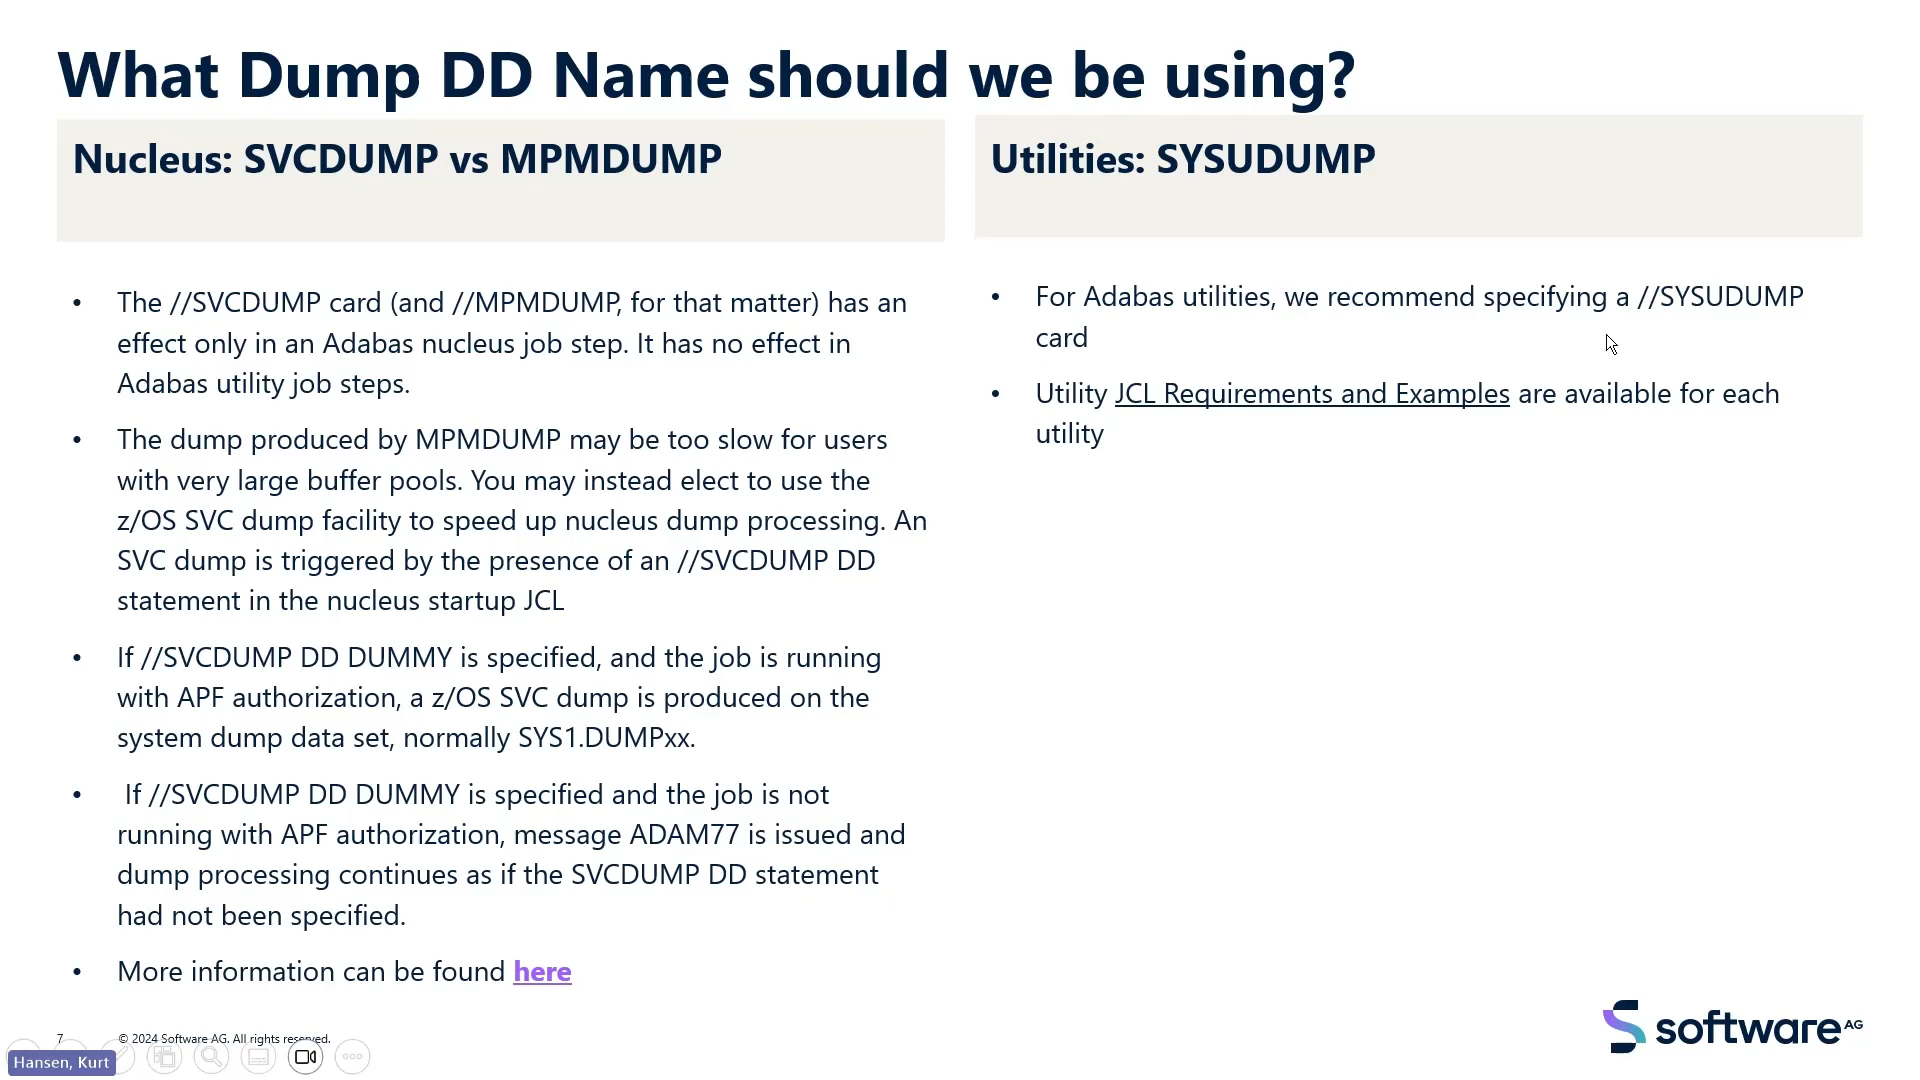 What Dump DD Name should we be using?
Nucleus: SVCDUMP vs MPMDUMP
• The //SVCDUMP card (and //MPMDUMP, for that matter) has an
effect only in an Adabas nucleus job step. It has no effect in
Adabas utility job steps.
• The dump produced by MPMDUMP may be too slow for users
with very large buffer pools. You may instead elect to use the
z/OS SVC dump facility to speed up nucleus dump processing. An
SVC dump is triggered by the presence of an //SVCDUMP DD
statement in the nucleus startup JCL
• If //SVCDUMP DD DUMMY is specified, and the job is running
with APF authorization, a z/OS SVC dump is produced on the
system dump data set, normally SYS1.DUMPxx.
• If //SVCDUMP DD DUMMY is specified and the job is not
running with APF authorization, message ADAM77 is issued and
dump processing continues as if the SVCDUMP DD statement
had not been specified.
• More information can be found here
Utilities: SYSUDUMP
• For Adabas utilities, we recommend specifying a //SYSUDUMP
card
• Utility JCL Requirements and Examples are available for each
utility
7
© 2024 Software AG. All rights reserved.
Hansen, Kurt
software AG